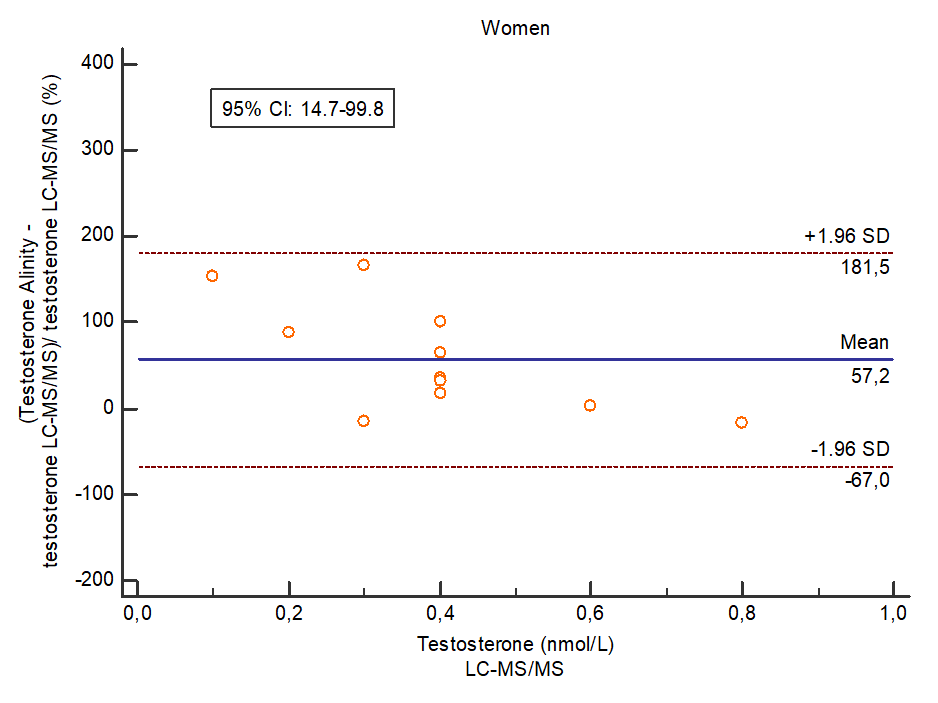 Women
(Testosterone Alinity -
testosterone LC-MS/MS)/ testosterone LC-MS/MS (%)
400
300
200
100
0
-100
-200
95% CI: 14.7-99.8
+1.96 SD
181,5
Mean
57,2
-1.96 SD
-67,0
0,0 0,2 0,4 0,6 0,8 1,0
Testosterone (nmol/L)
LC-MS/MS